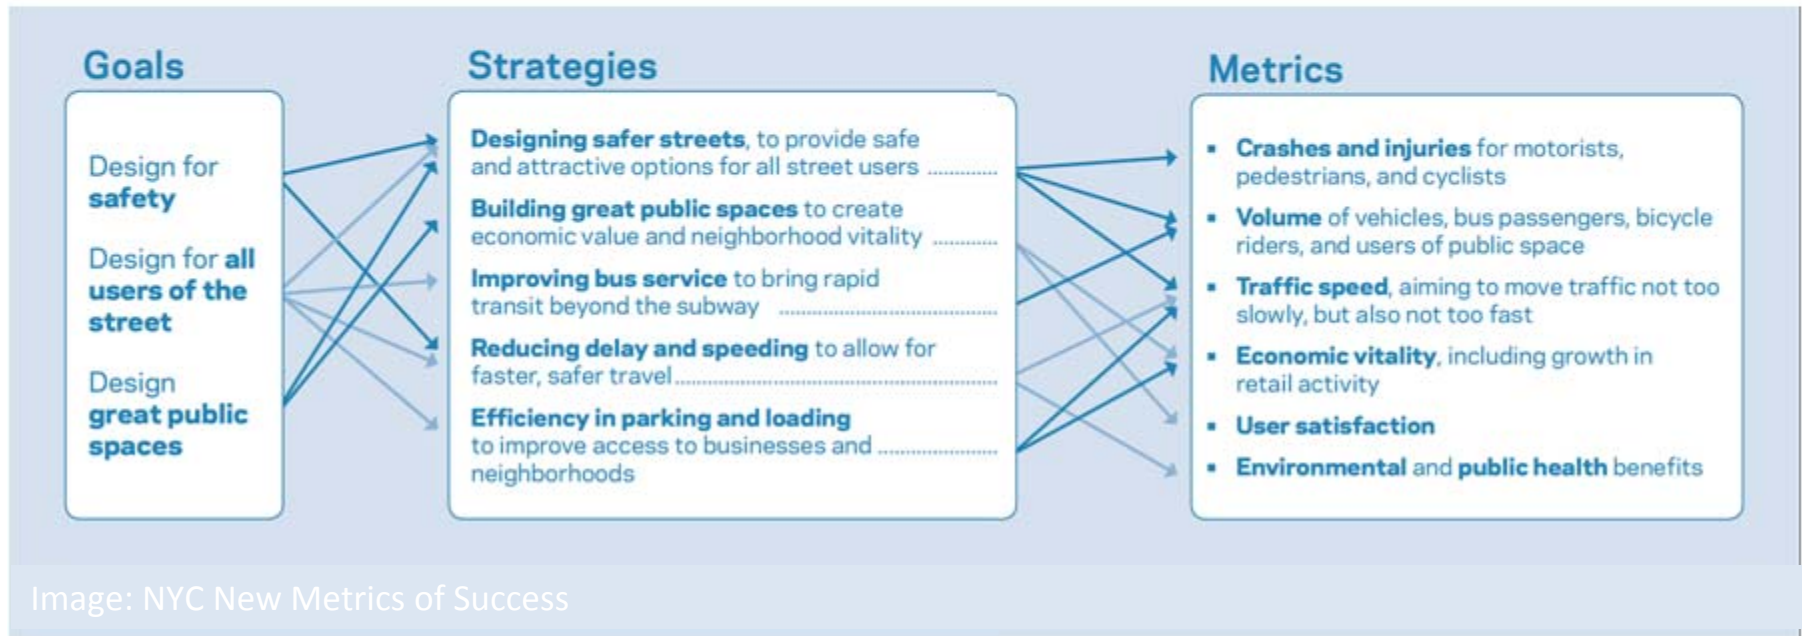 Goals
Design for
safety
Design for all
users of the
street
Design
great public
spaces
Strategies
Designing safer streets, to provide safe
and attractive options for all street users
Building great public spaces to create
economic value and neighborhood vitality
Improving bus service to bring rapid
transit beyond the subway
Reducing delay and speeding to allow for
faster, safer travel
Efficiency in parking and loading
to improve access to businesses and
neighborhoods
Metrics
▪ Crashes and injuries for motorists,
pedestrians, and cyclists
▪ Volume of vehicles, bus passengers, bicycle
riders, and users of public space
▪ Traffic speed, aiming to move traffic not too
slowly, but also not too fast
▪ Economic vitality, including growth in
retail activity
▪ User satisfaction
▪ Environmental and public health benefits
Image: NYC New Metrics of Success